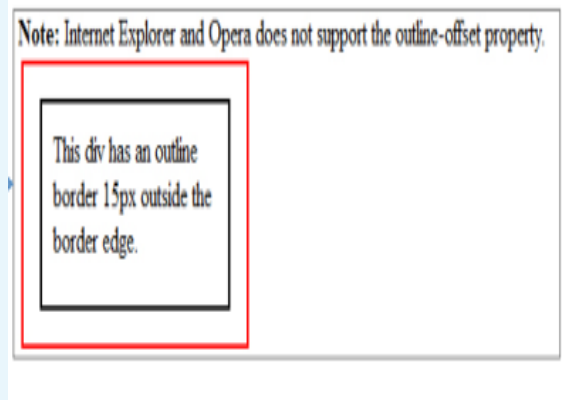 Note: Internet Explorer and Opera does not support the outline-offset property.
This div has an outline
border 15px outside the
border edge.